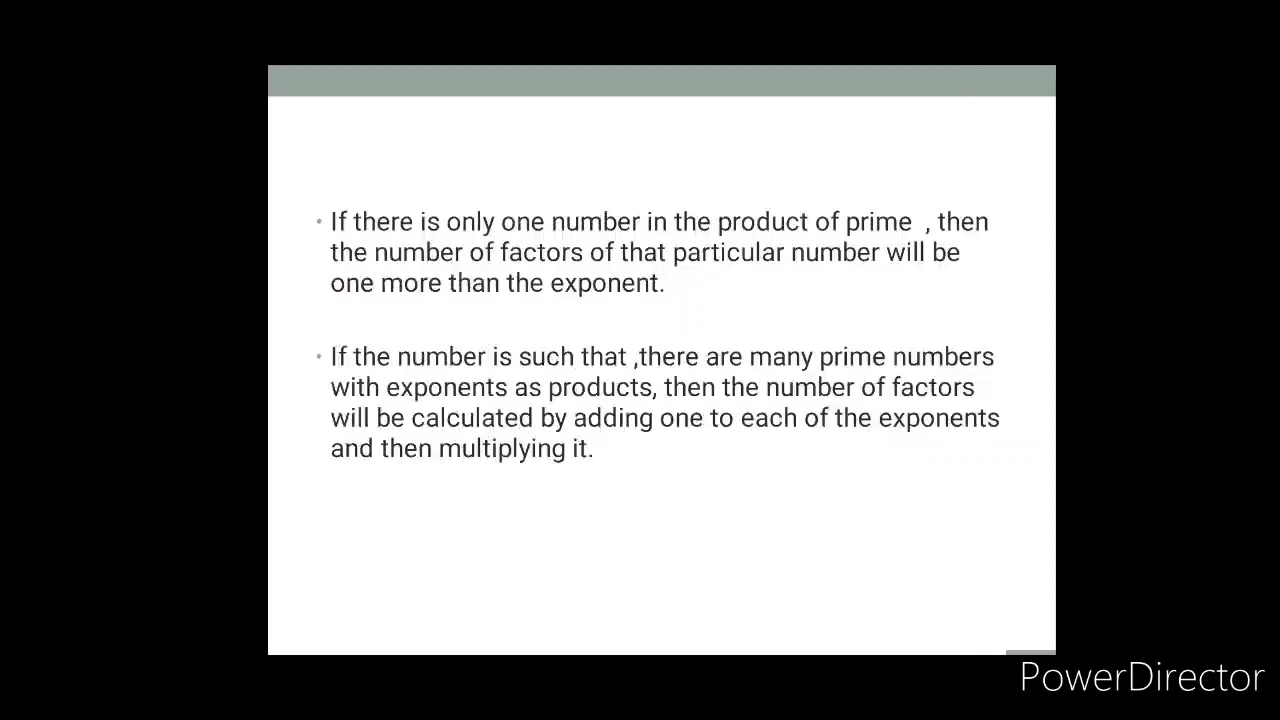 • If there is only one number in the product of prime , then
the number of factors of that particular number will be
one more than the exponent.
• If the number is such that ,there are many prime numbers
with exponents as products, then the number of factors
will be calculated by adding one to each of the exponents
and then multiplying it.
PowerDirector